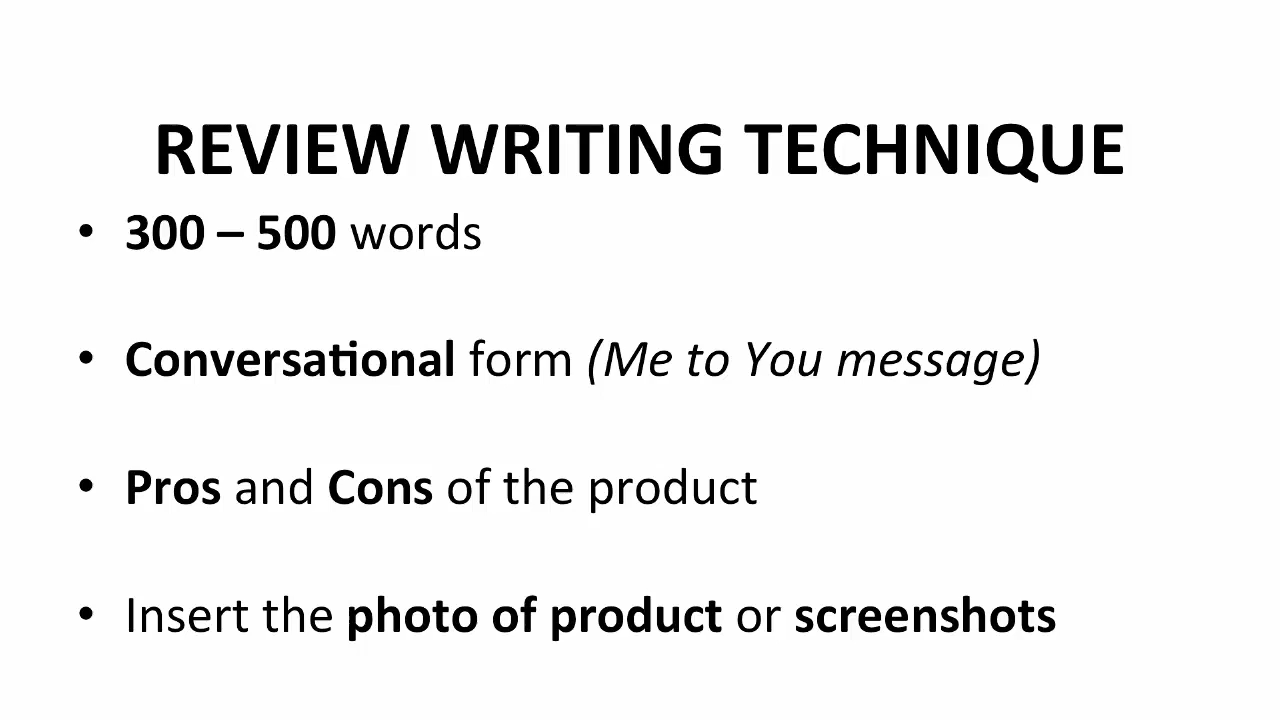 REVIEW WRITING TECHNIQUE
• 300 – 500 words
• Conversational form (Me to You message)
• Pros and Cons of the product
• Insert the photo of product or screenshots